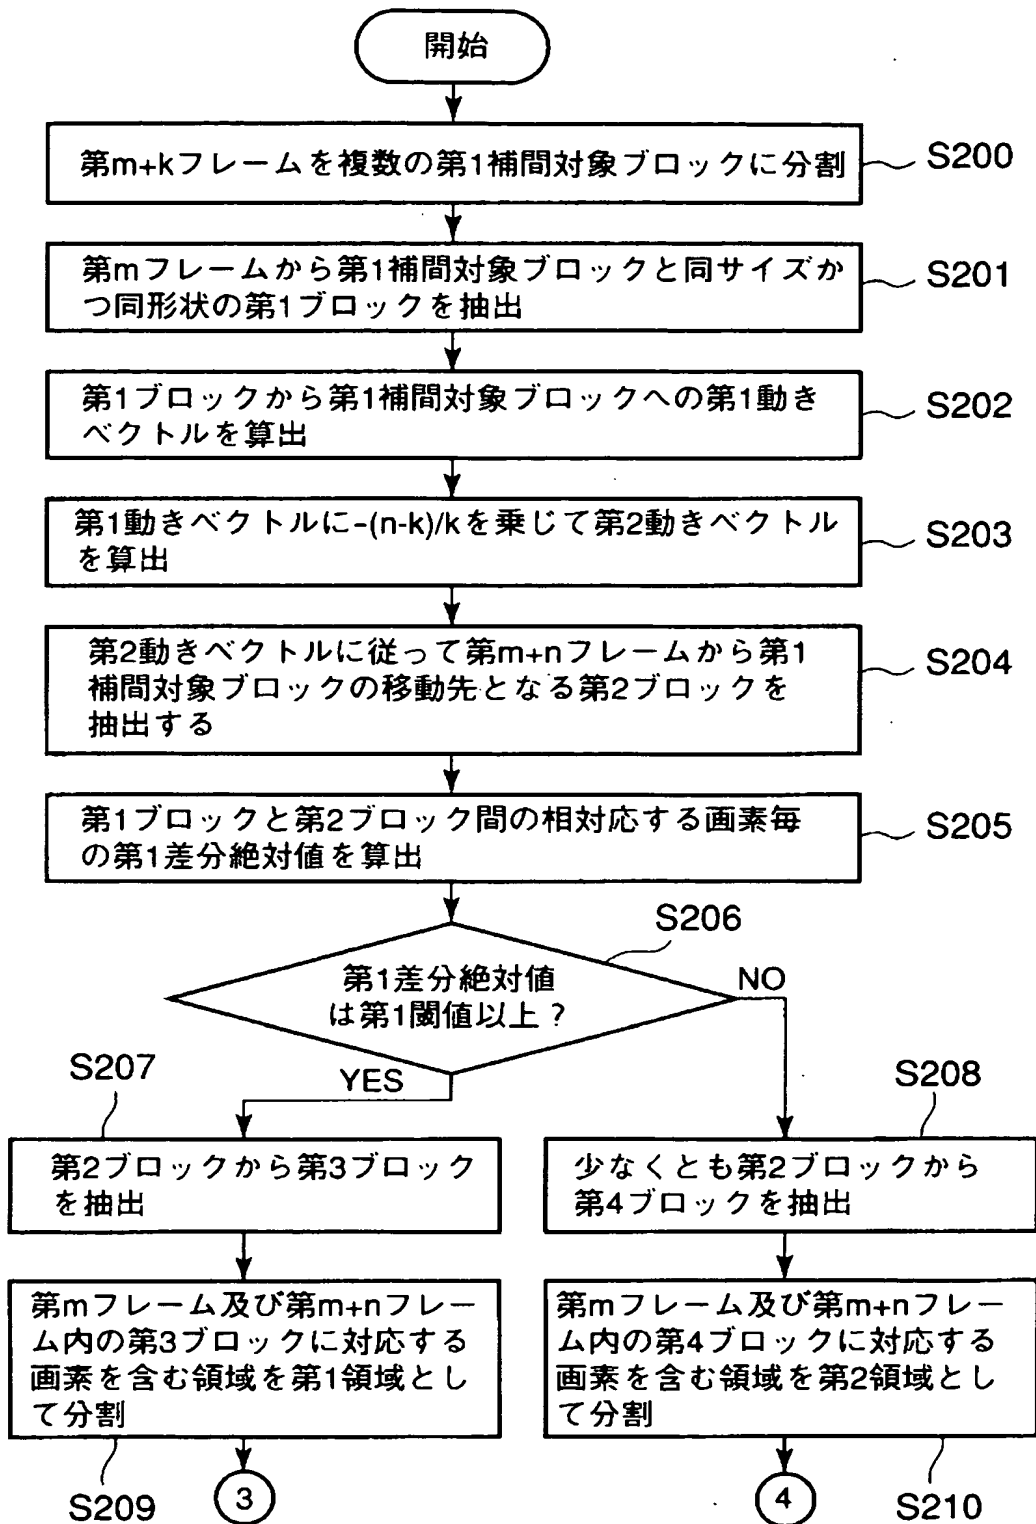 開始
第m+kフレームを複数の第1補間対象ブロックに分割
S200
第mフレームから第1補間対象ブロックと同サイズか
つ同形状の第1ブロックを抽出
S201
第1ブロックから第1補間対象ブロックへの第1動き
ベクトルを算出
S202
第1動きベクトルに-(n-k)/kを乗じて第2動きベクトル
を算出
S203
第2動きベクトルに従って第m+nフレームから第1
補間対象ブロックの移動先となる第2ブロックを
抽出する
S204
第1ブロックと第2ブロック間の相対応する画素毎
の第1差分絶対値を算出
S205
S206
第1差分絶対値
は第1閾値以上？
NO
YES
S207
第2ブロックから第3ブロック
を抽出
S208
少なくとも第2ブロックから
第4ブロックを抽出
第mフレーム及び第m+nフレー
ム内の第3ブロックに対応する
画素を含む領域を第1領域とし
て分割
S209
3
第mフレーム及び第m+nフレー
ム内の第4ブロックに対応する
画素を含む領域を第2領域とし
て分割
4
S210